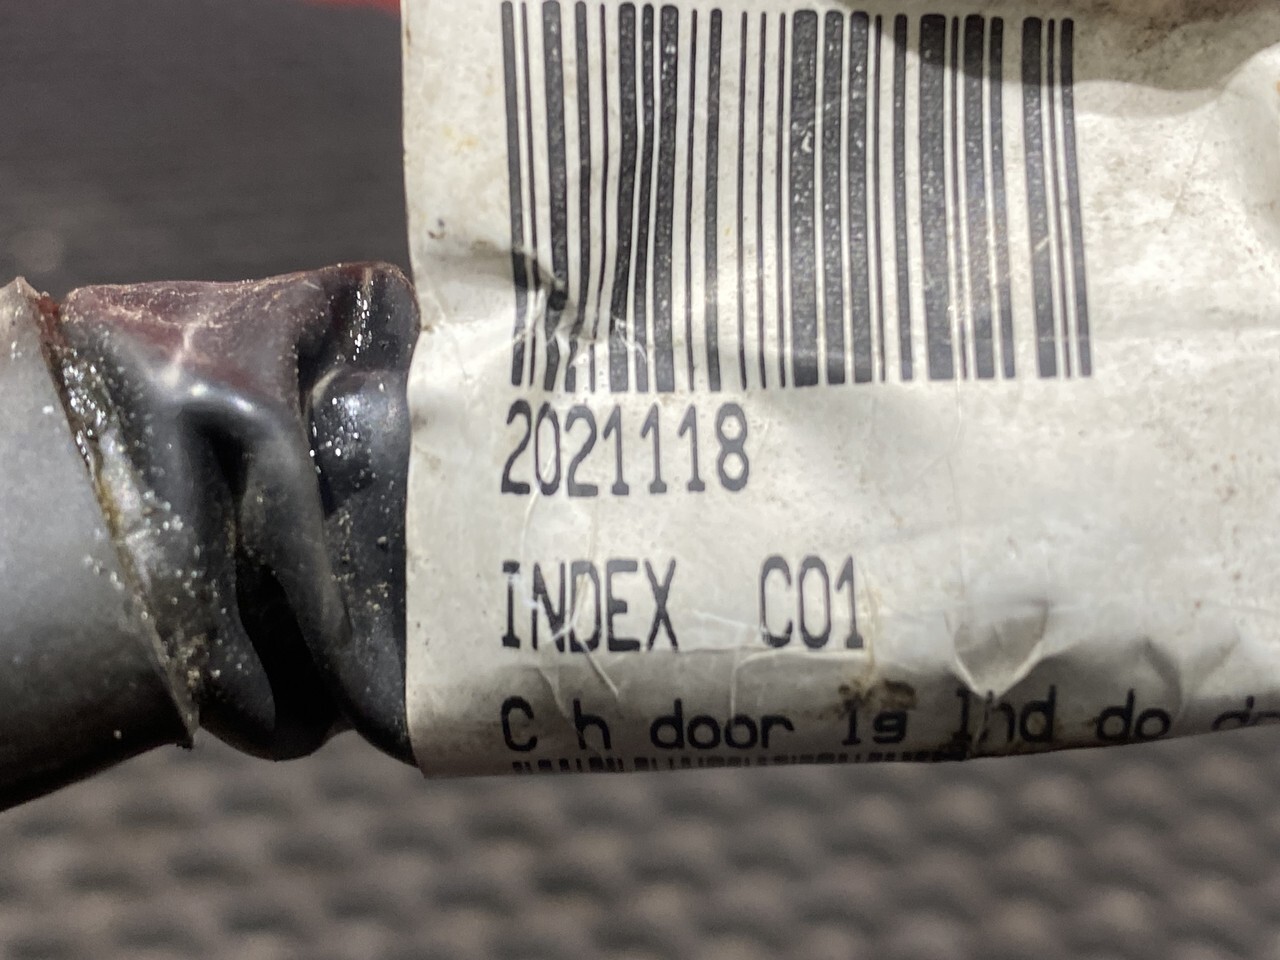 2021118
INDEX C01
C h door lg lhd do